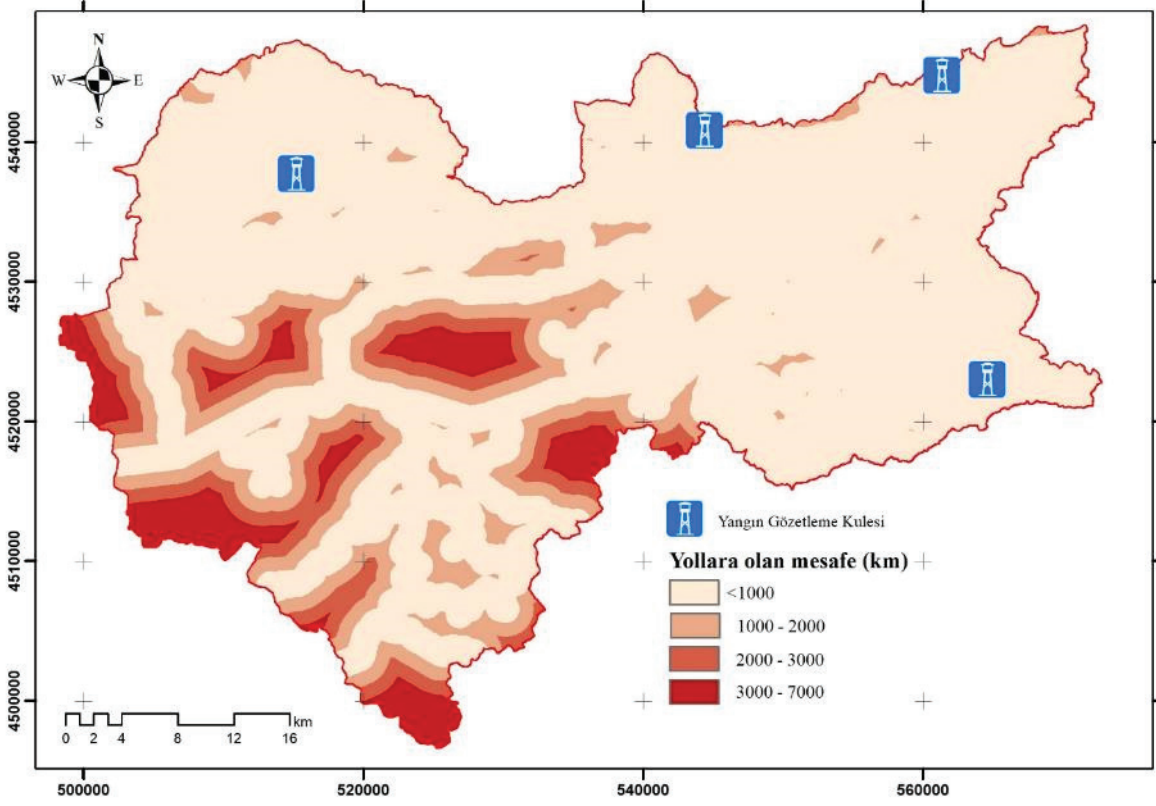 N
W E
S
4540000
4530000
4520000
4510000
4500000
Yangın Gözetleme Kulesi
Yollara olan mesafe (km)
<1000
1000 - 2000
2000 - 3000
3000 - 7000
km
0 2 4 8 12 16
500000 520000 540000 560000